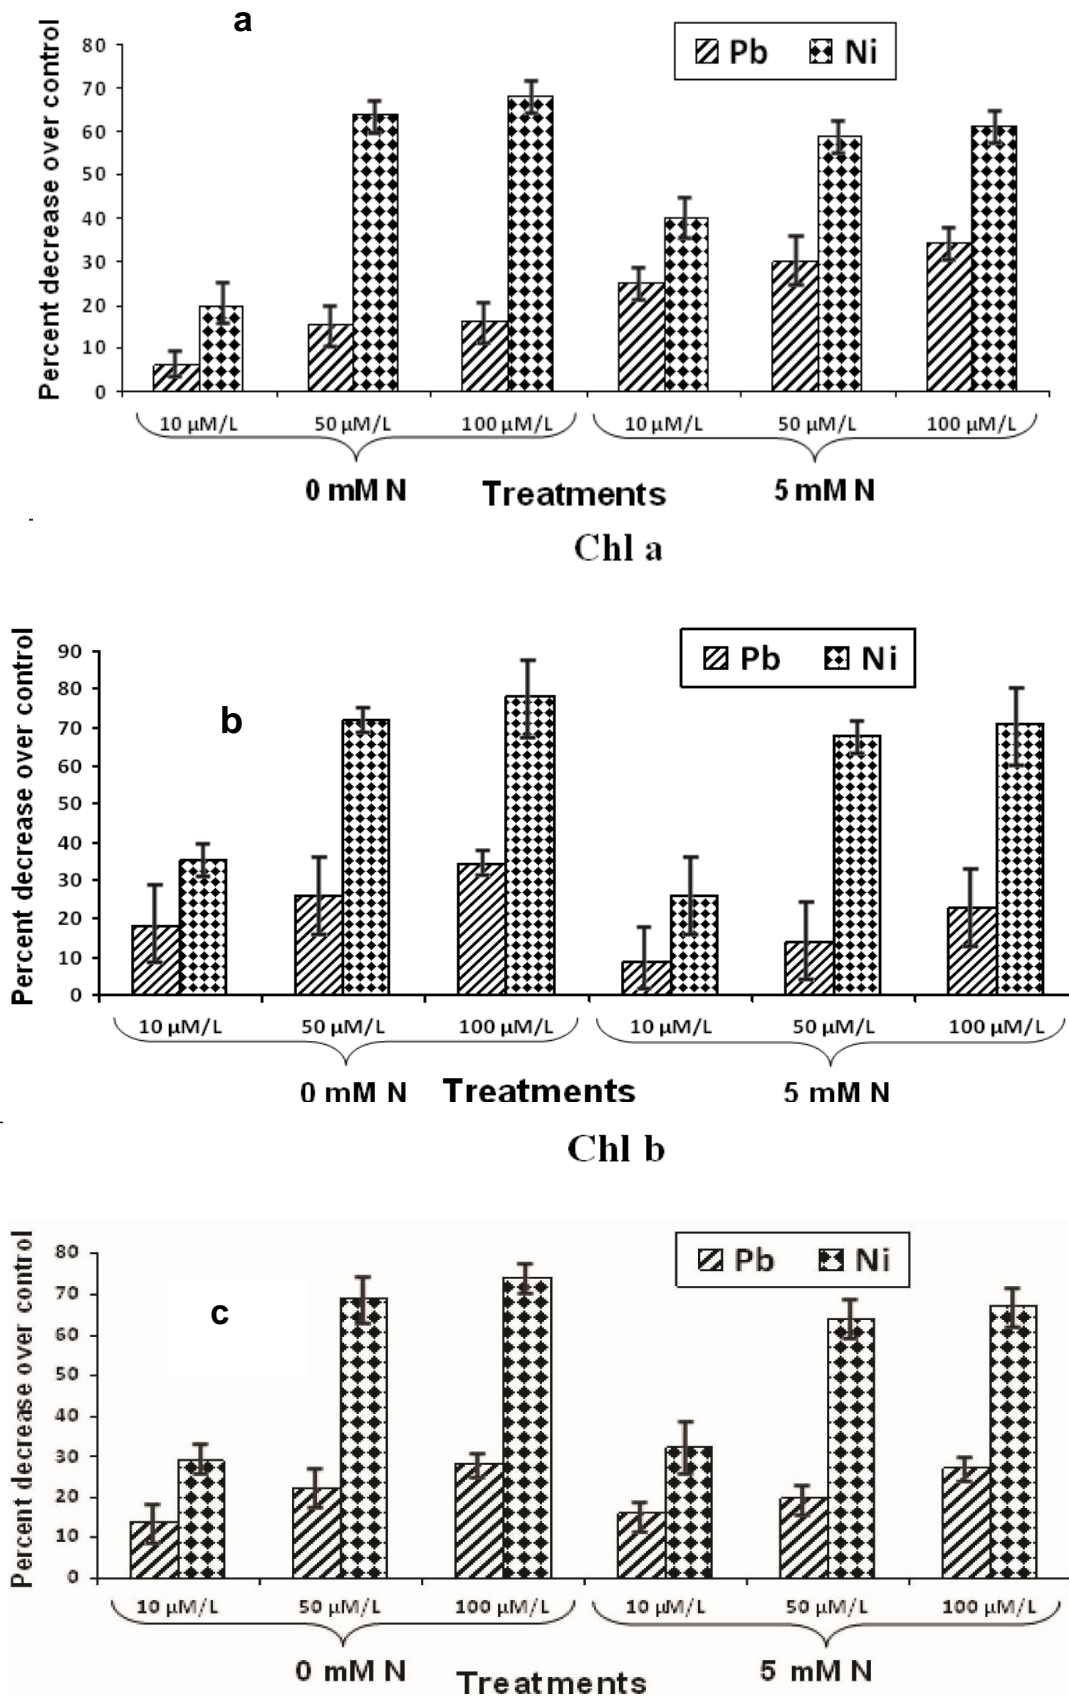 a
Percent decrease over control
Pb Ni
80
70
60
50
40
30
20
10
0
10 µM/L 50 µM/L 100 µM/L 10 µM/L 50 µM/L 100 µM/L
0 mM N Treatments 5 mM N
Chl a
b
Percent decrease over control
Pb Ni
90
80
70
60
50
40
30
20
10
0
10 µM/L 50 µM/L 100 µM/L 10 µM/L 50 µM/L 100 µM/L
0 mM N Treatments 5 mM N
Chl b
c
Percent decrease over control
Pb Ni
80
70
60
50
40
30
20
10
0
10 µM/L 50 µM/L 100 µM/L 10 µM/L 50 µM/L 100 µM/L
0 mM N Treatments 5 mM N